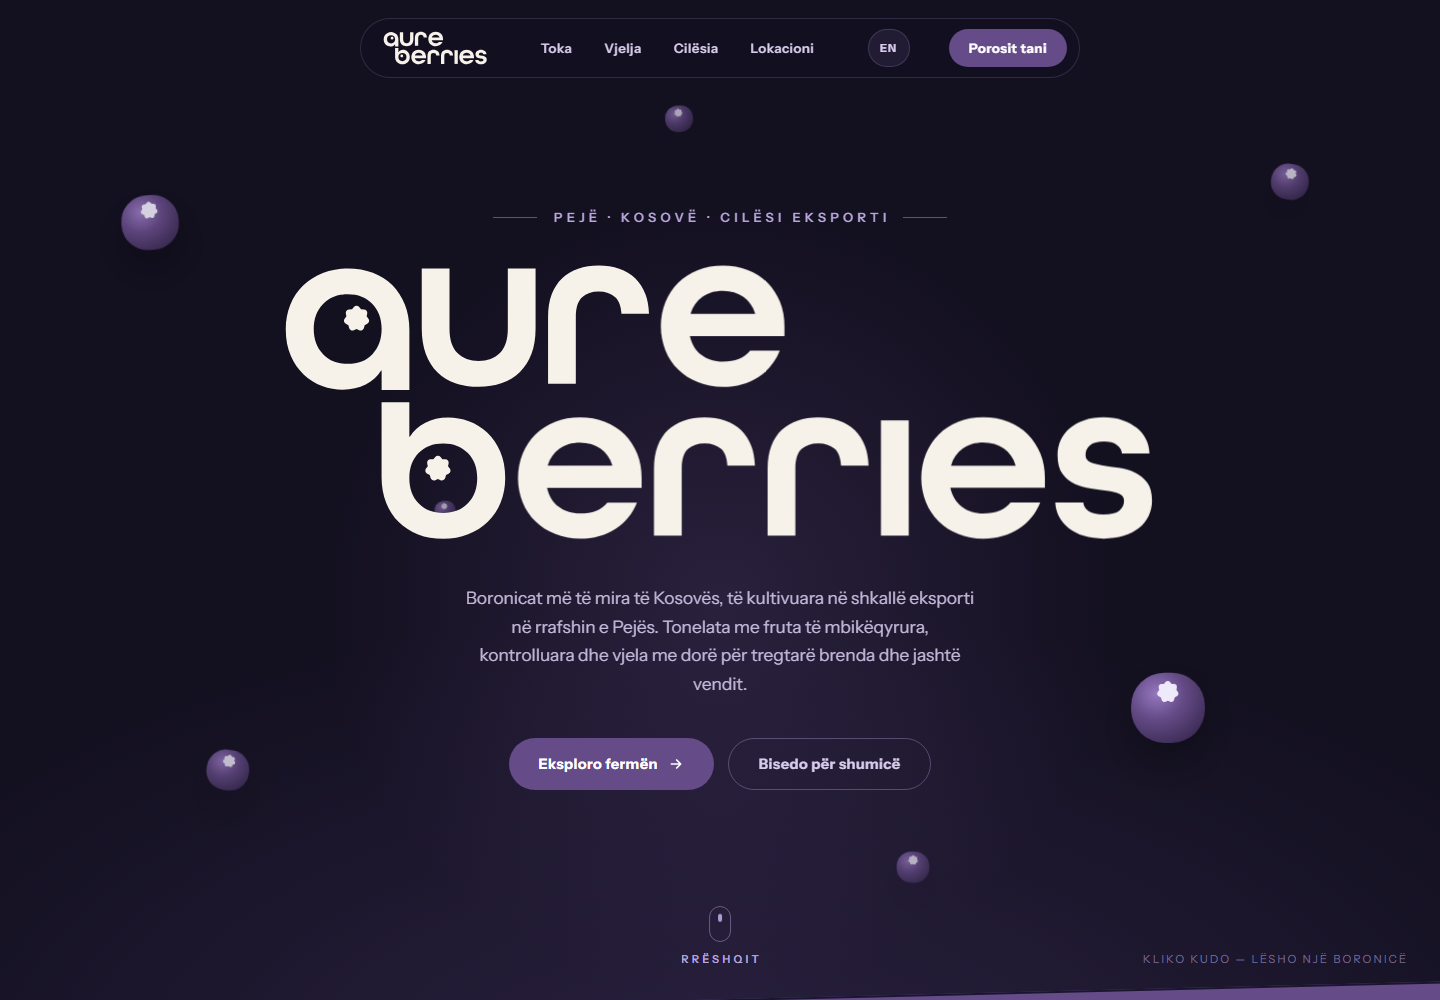 qure
berries
Toka
Vjelja
Cilësia
Lokacioni
EN
Porosit tani
PEJË · KOSOVË · CILËSI EKSPORTI
qure
berries
Boronicat më të mira të Kosovës, të kultivuara në shkallë eksporti
në rrafshin e Pejës. Tonelata me fruta të mbikëqyrura,
kontrolluara dhe vjela me dorë për tregtarë brenda dhe jashtë
vendit.
Eksploro fermën →
Bisedo për shumicë
RRËSHQIT
KLIKO KUDO — LËSHO NJË BORONICË